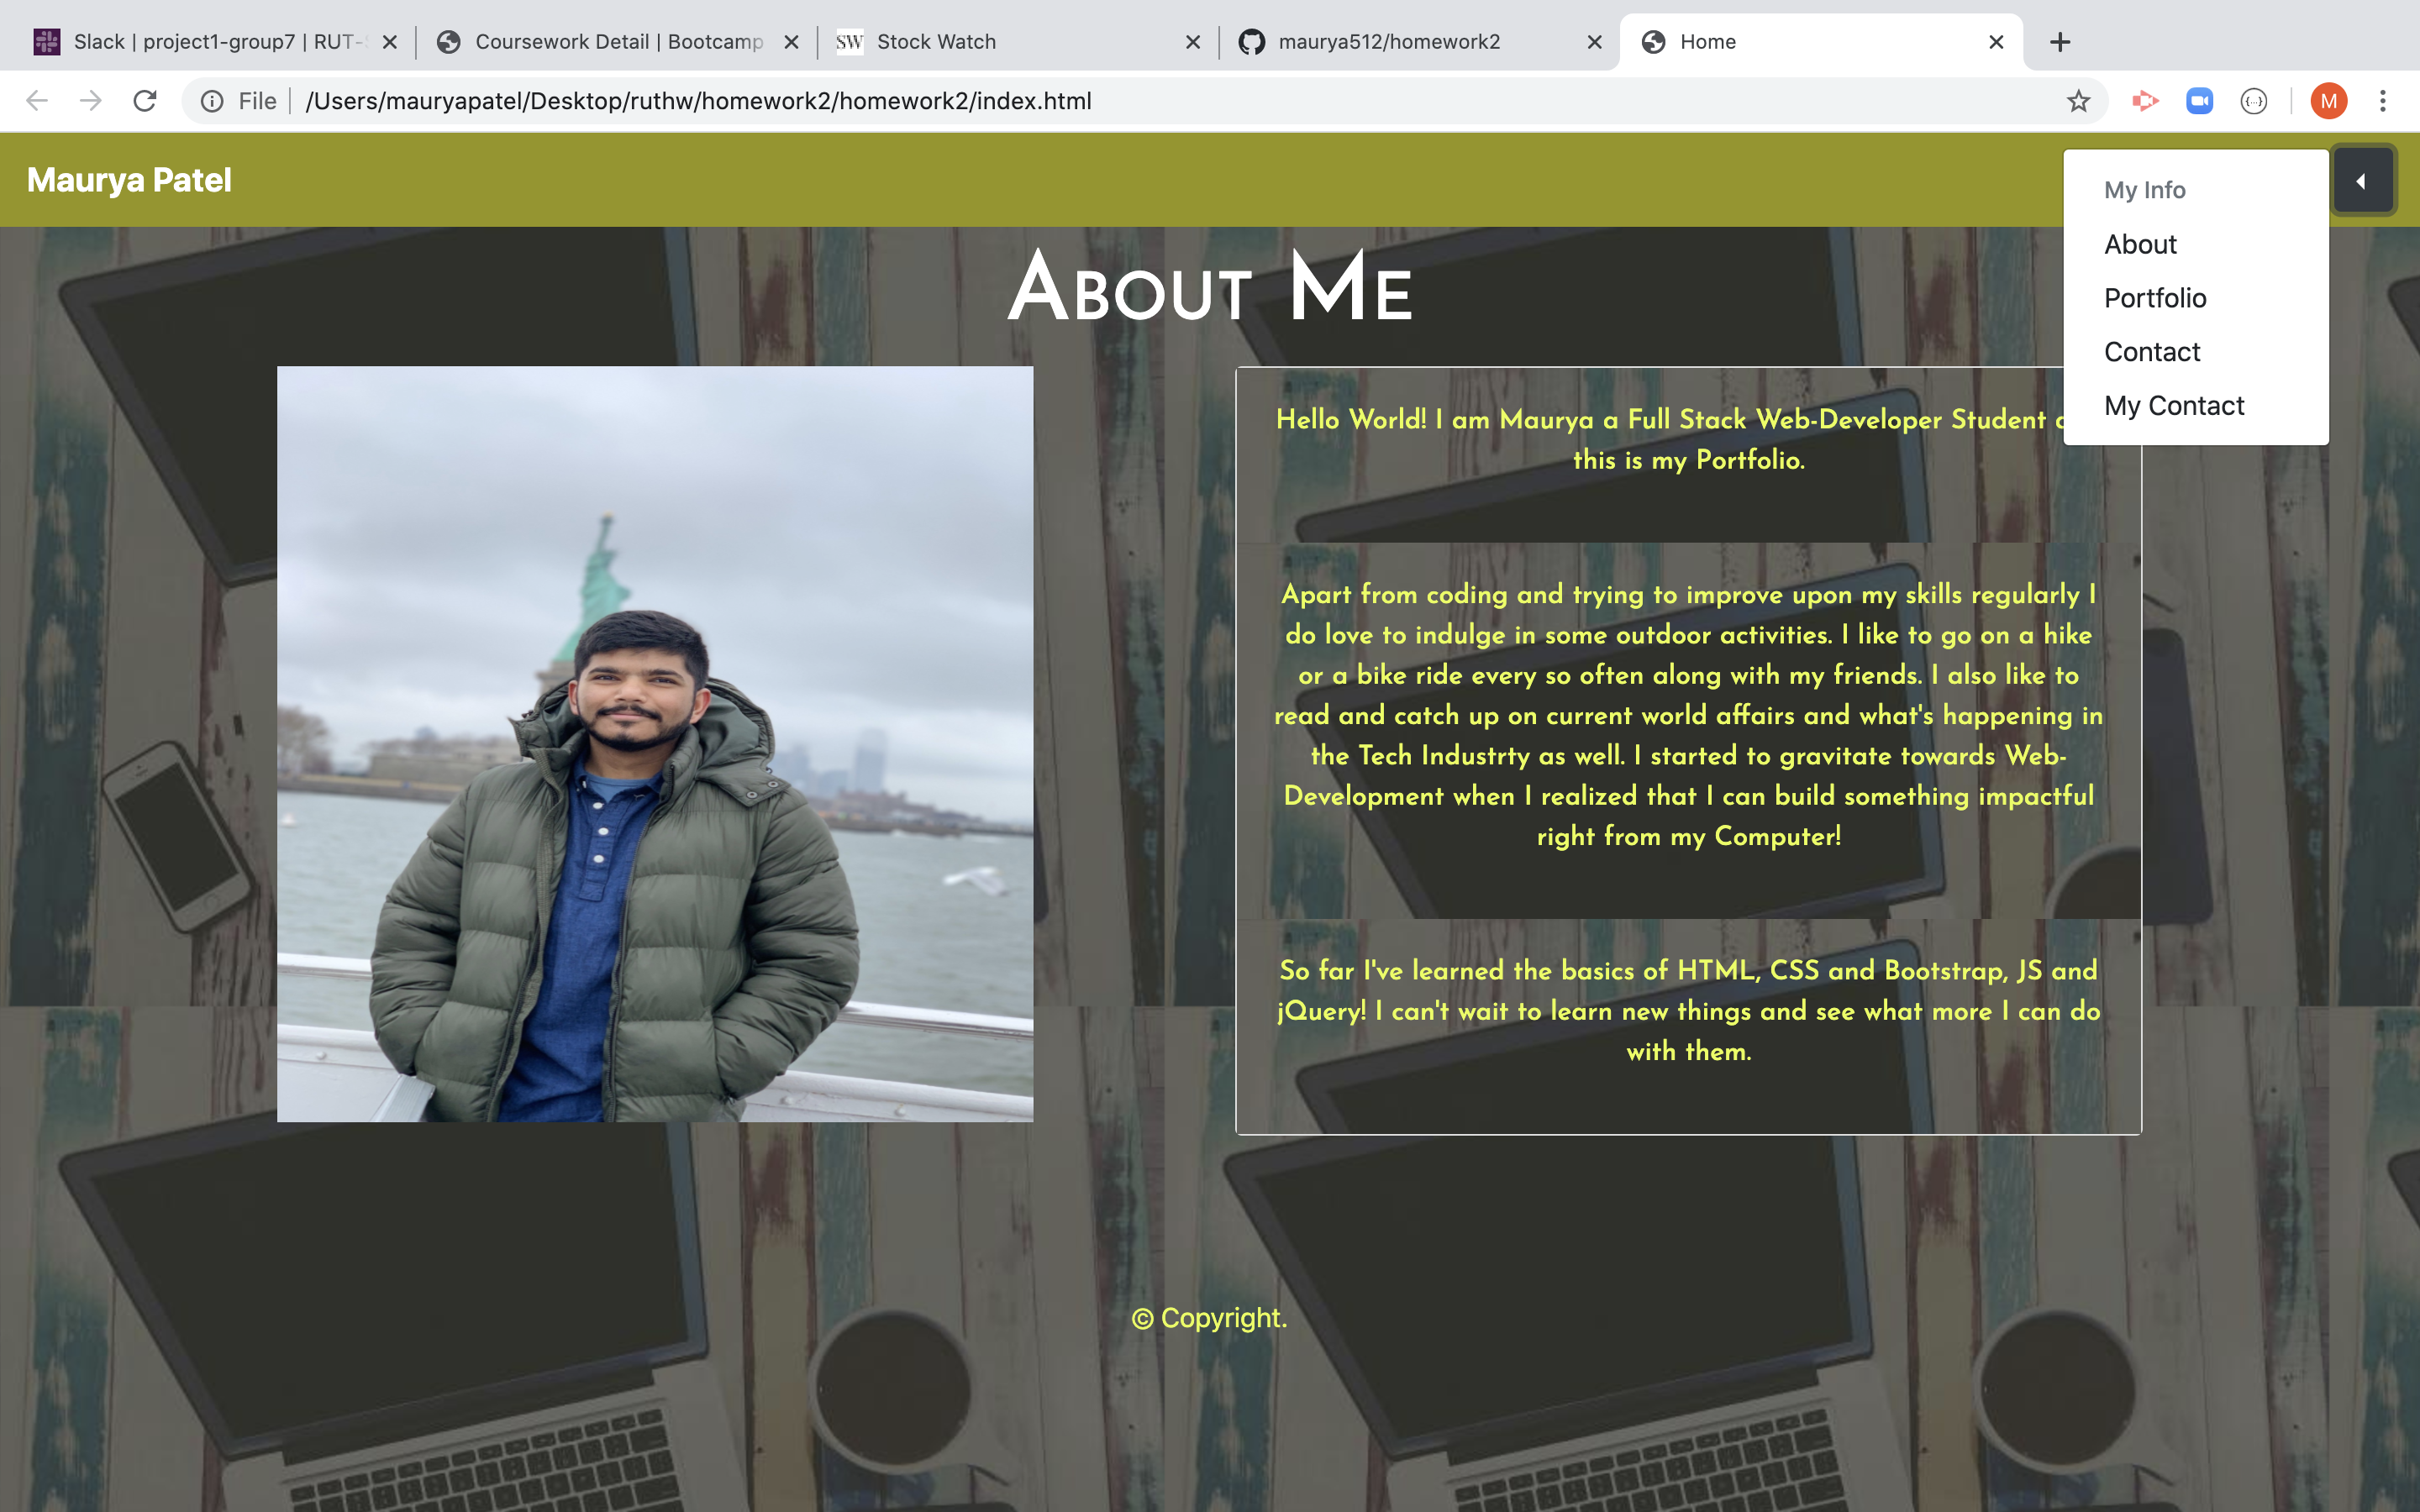 Slack | project1-group7 | RUT-
Coursework Detail | Bootcamp
SW
Stock Watch
maurya512/homework2
Home
File
/Users/mauryapatel/Desktop/ruthw/homework2/homework2/index.html
M
Maurya Patel
My Info
About
Portfolio
Contact
My Contact
About Me
Hello World! I am Maurya a Full Stack Web-Developer Student
this is my Portfolio.
Apart from coding and trying to improve upon my skills regularly I
do love to indulge in some outdoor activities. I like to go on a hike
or a bike ride every so often along with my friends. I also like to
read and catch up on current world affairs and what's happening in
the Tech Industrty as well. I started to gravitate towards Web-
Development when I realized that I can build something impactful
right from my Computer!
So far I've learned the basics of HTML, CSS and Bootstrap, JS and
jQuery! I can't wait to learn new things and see what more I can do
with them.
© Copyright.